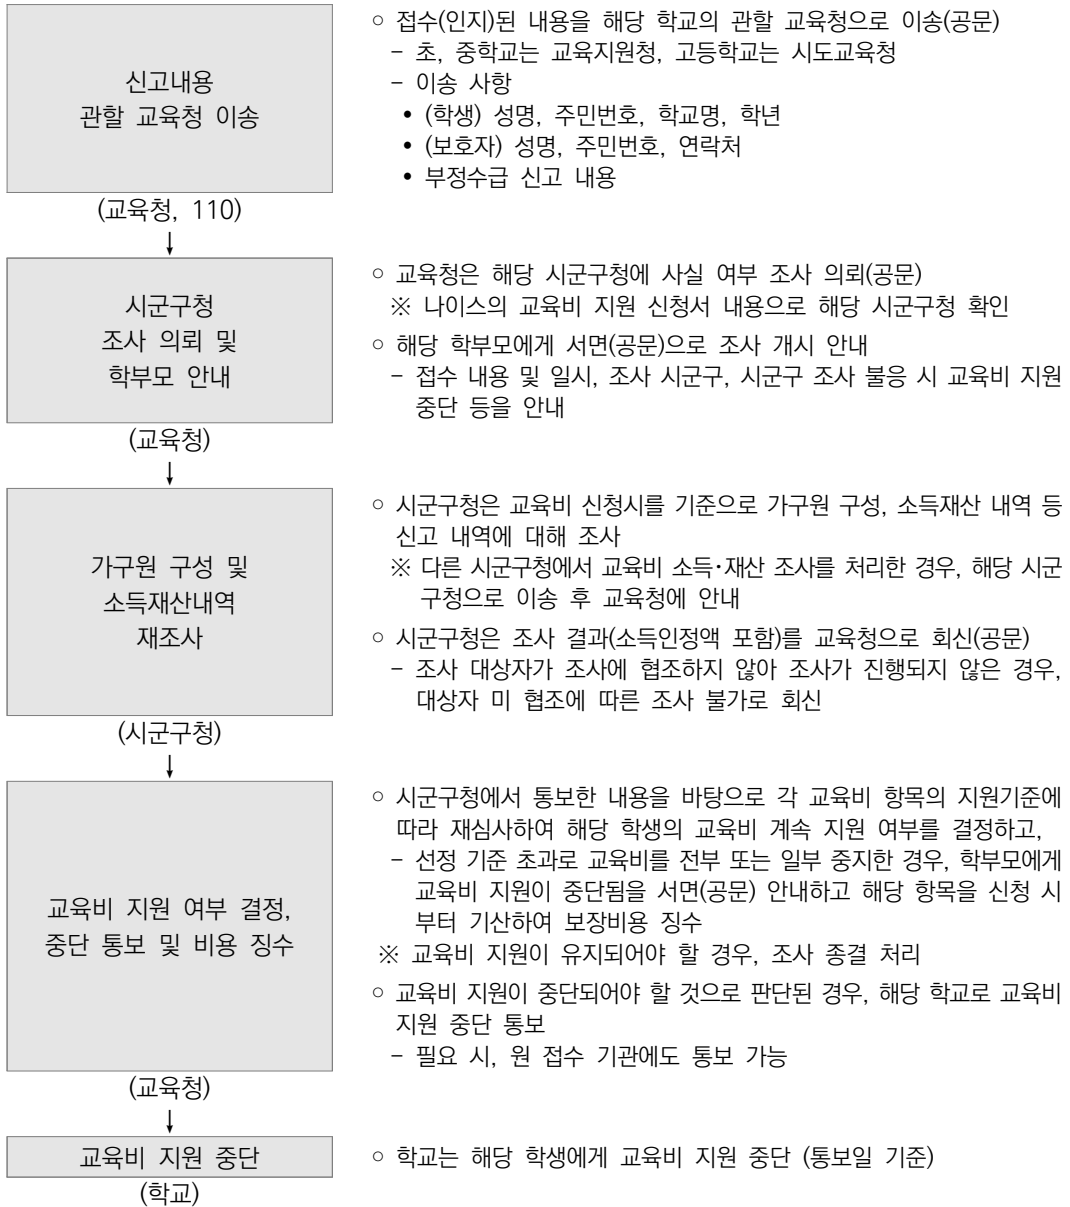 신고내용
관할 교육청 이송
(교육청, 110)
○ 접수(인지)된 내용을 해당 학교의 관할 교육청으로 이송(공문)
- 초, 중학교는 교육지원청, 고등학교는 시도교육청
- 이송 사항
• (학생) 성명, 주민번호, 학교명, 학년
• (보호자) 성명, 주민번호, 연락처
• 부정수급 신고 내용
↓
시군구청
조사 의뢰 및
학부모 안내
(교육청)
○ 교육청은 해당 시군구청에 사실 여부 조사 의뢰(공문)
※ 나이스의 교육비 지원 신청서 내용으로 해당 시군구청 확인
○ 해당 학부모에게 서면(공문)으로 조사 개시 안내
- 접수 내용 및 일시, 조사 시군구, 시군구 조사 불응 시 교육비 지원
중단 등을 안내
↓
가구원 구성 및
소득재산내역
재조사
(시군구청)
○ 시군구청은 교육비 신청시를 기준으로 가구원 구성, 소득재산 내역 등
신고 내역에 대해 조사
※ 다른 시군구청에서 교육비 소득·재산 조사를 처리한 경우, 해당 시군
구청으로 이송 후 교육청에 안내
○ 시군구청은 조사 결과(소득인정액 포함)를 교육청으로 회신(공문)
- 조사 대상자가 조사에 협조하지 않아 조사가 진행되지 않은 경우,
대상자 미 협조에 따른 조사 불가로 회신
↓
교육비 지원 여부 결정,
중단 통보 및 비용 징수
(교육청)
○ 시군구청에서 통보한 내용을 바탕으로 각 교육비 항목의 지원기준에
따라 재심사하여 해당 학생의 교육비 계속 지원 여부를 결정하고,
- 선정 기준 초과로 교육비를 전부 또는 일부 중지한 경우, 학부모에게
교육비 지원이 중단됨을 서면(공문) 안내하고 해당 항목을 신청 시
부터 기산하여 보장비용 징수
※ 교육비 지원이 유지되어야 할 경우, 조사 종결 처리
○ 교육비 지원이 중단되어야 할 것으로 판단된 경우, 해당 학교로 교육비
지원 중단 통보
- 필요 시, 원 접수 기관에도 통보 가능
↓
교육비 지원 중단
(학교)
○ 학교는 해당 학생에게 교육비 지원 중단 (통보일 기준)